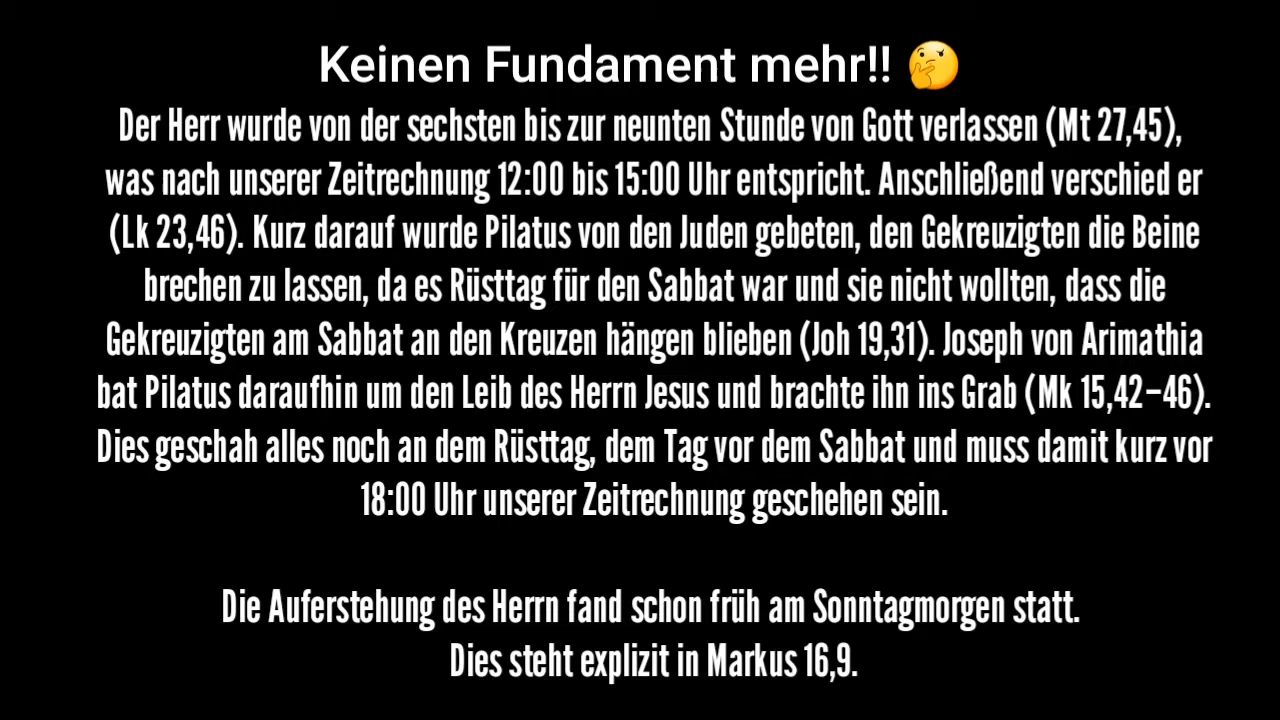 Keinen Fundament mehr!! 🤔
Der Herr wurde von der sechsten bis zur neunten Stunde von Gott verlassen (Mt 27,45),
was nach unserer Zeitrechnung 12:00 bis 15:00 Uhr entspricht. Anschließend verschied er
(Lk 23,46). Kurz darauf wurde Pilatus von den Juden gebeten, den Gekreuzigten die Beine
brechen zu lassen, da es Rüsttag für den Sabbat war und sie nicht wollten, dass die
Gekreuzigten am Sabbat an den Kreuzen hängen blieben (Joh 19,31). Joseph von Arimathia
bat Pilatus daraufhin um den Leib des Herrn Jesus und brachte ihn ins Grab (Mk 15,42–46).
Dies geschah alles noch an dem Rüsttag, dem Tag vor dem Sabbat und muss damit kurz vor
18:00 Uhr unserer Zeitrechnung geschehen sein.
Die Auferstehung des Herrn fand schon früh am Sonntagmorgen statt.
Dies steht explizit in Markus 16,9.